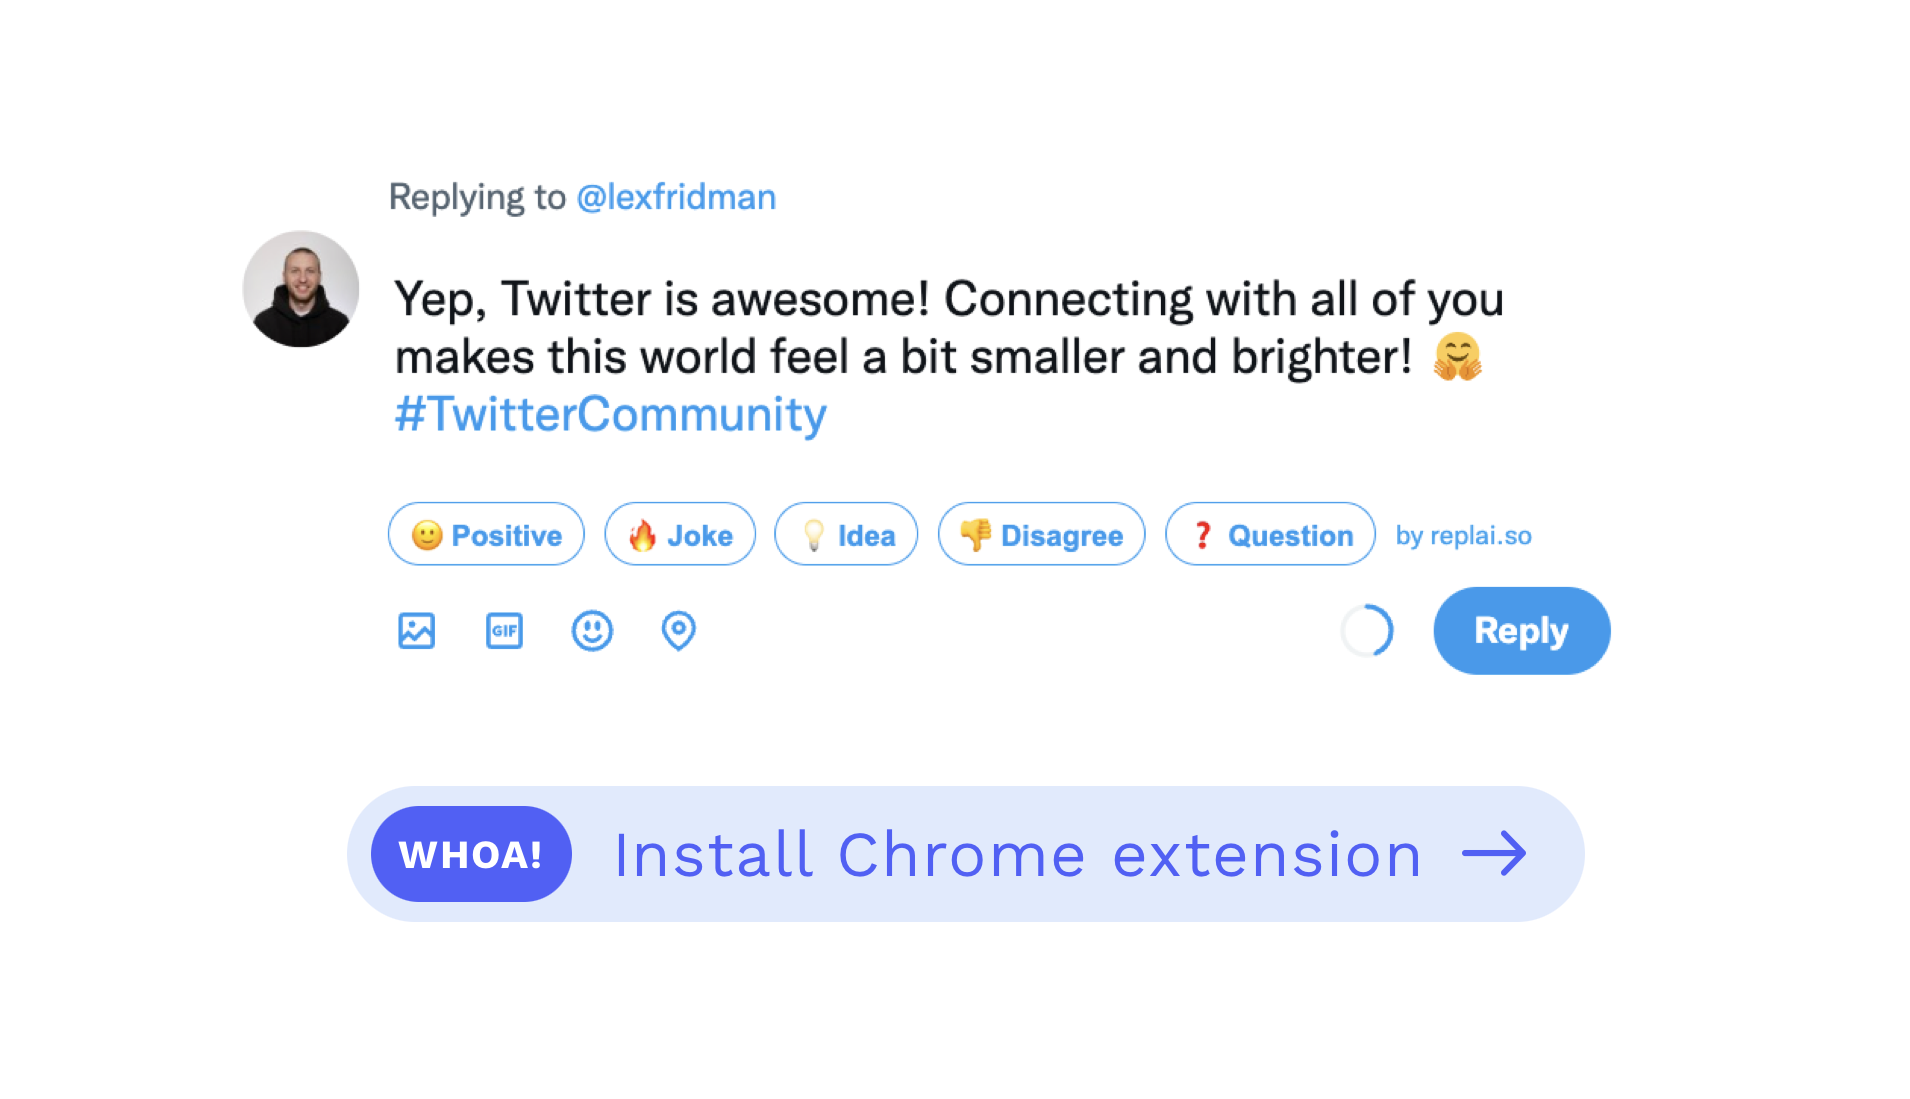 Replying to @lexfridman
Yep, Twitter is awesome! Connecting with all of you
makes this world feel a bit smaller and brighter! 🤗
#TwitterCommunity
🙂 Positive 🔥 Joke 💡 Idea 👎 Disagree ❓ Question by replai.so
GIF Reply
WHOA! Install Chrome extension →